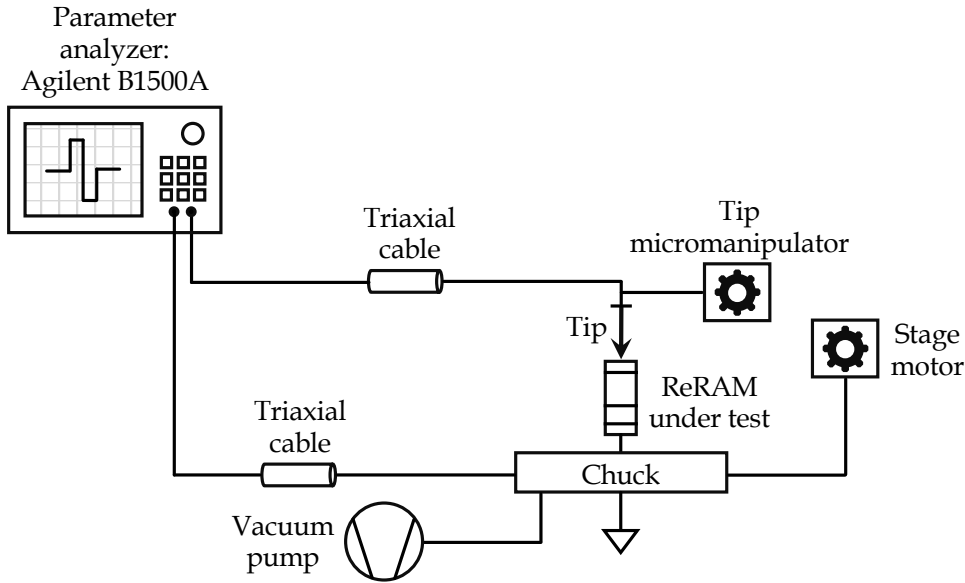 Parameter
analyzer:
Agilent B1500A
Triaxial
cable
Tip
micromanipulator
Tip
Stage
motor
ReRAM
under test
Triaxial
cable
Chuck
Vacuum
pump